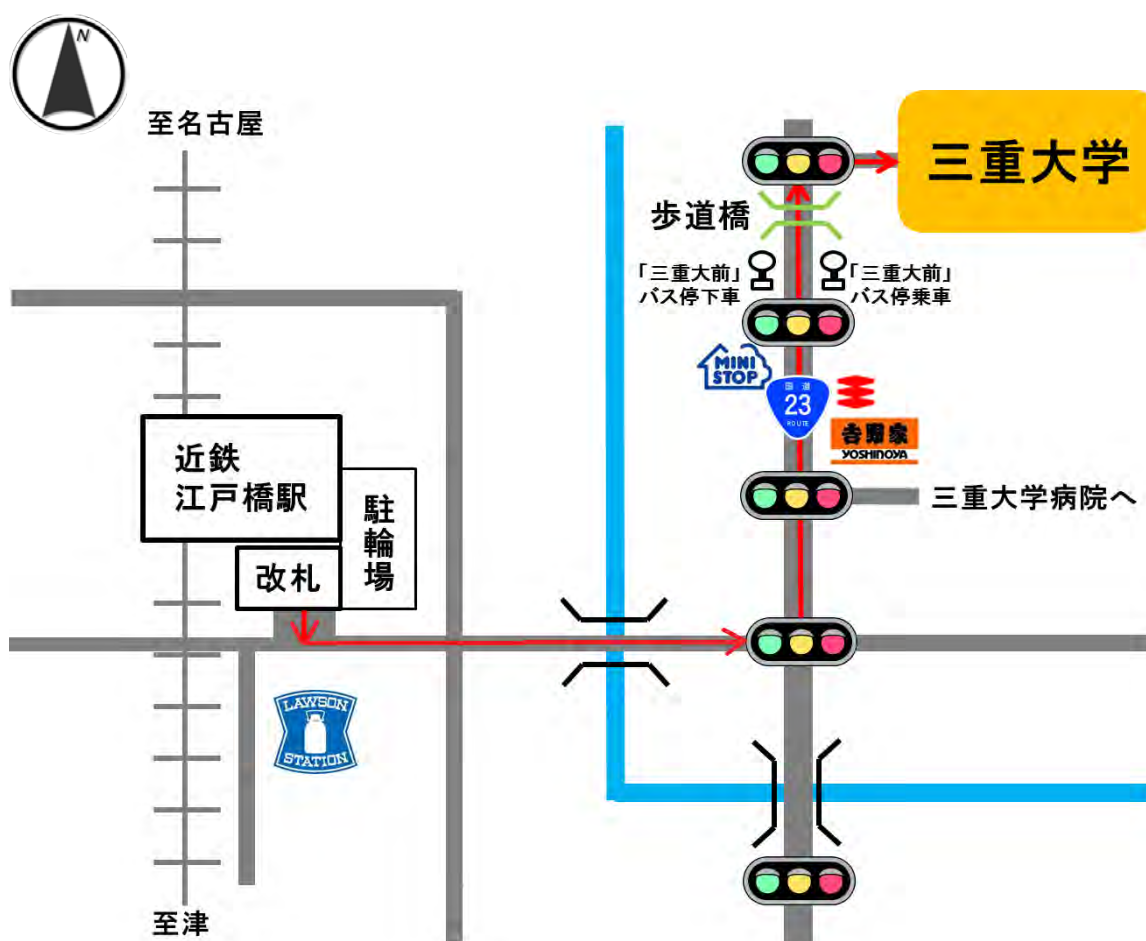 N
至名古屋
三重大学
歩道橋
「三重大前」
バス停下車
「三重大前」
バス停乗車
MINI
STOP
国道
23
ROUTE
吉野家
YOSHINOYA
近鉄
江戸橋駅
駐輪場
三重大学病院へ
改札
LAWSON
STATION
至津